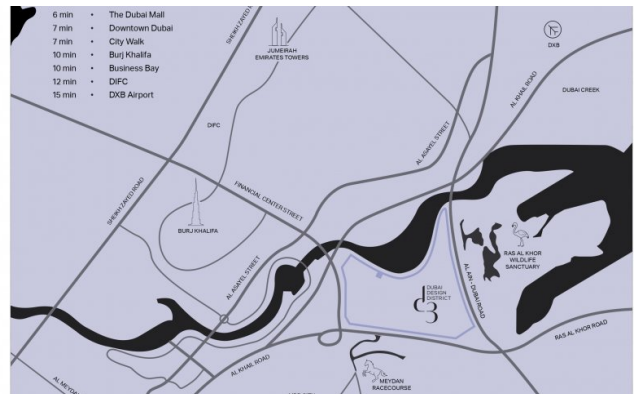 6 min • The Dubai Mall
7 min • Downtown Dubai
7 min • City Walk
10 min • Burj Khalifa
10 min • Business Bay
12 min • DIFC
15 min • DXB Airport
SHEIKH ZAYED
JUMEIRAH
EMIRATES TOWERS
DXB
AL KHAIL ROAD
DUBAI CREEK
DIFC
AL ASAYEL STREET
SHEIKH ZAYED ROAD
FINANCIAL CENTER STREET
BURJ KHALIFA
RAS AL KHOR
WILDLIFE
SANCTUARY
AL ASAYEL STREET
DUBAI
DESIGN
DISTRICT
AL AIN - DUBAI ROAD
RAS AL KHOR ROAD
AL KHAIL ROAD
MEYDAN
RACECOURSE
AL MEYDA